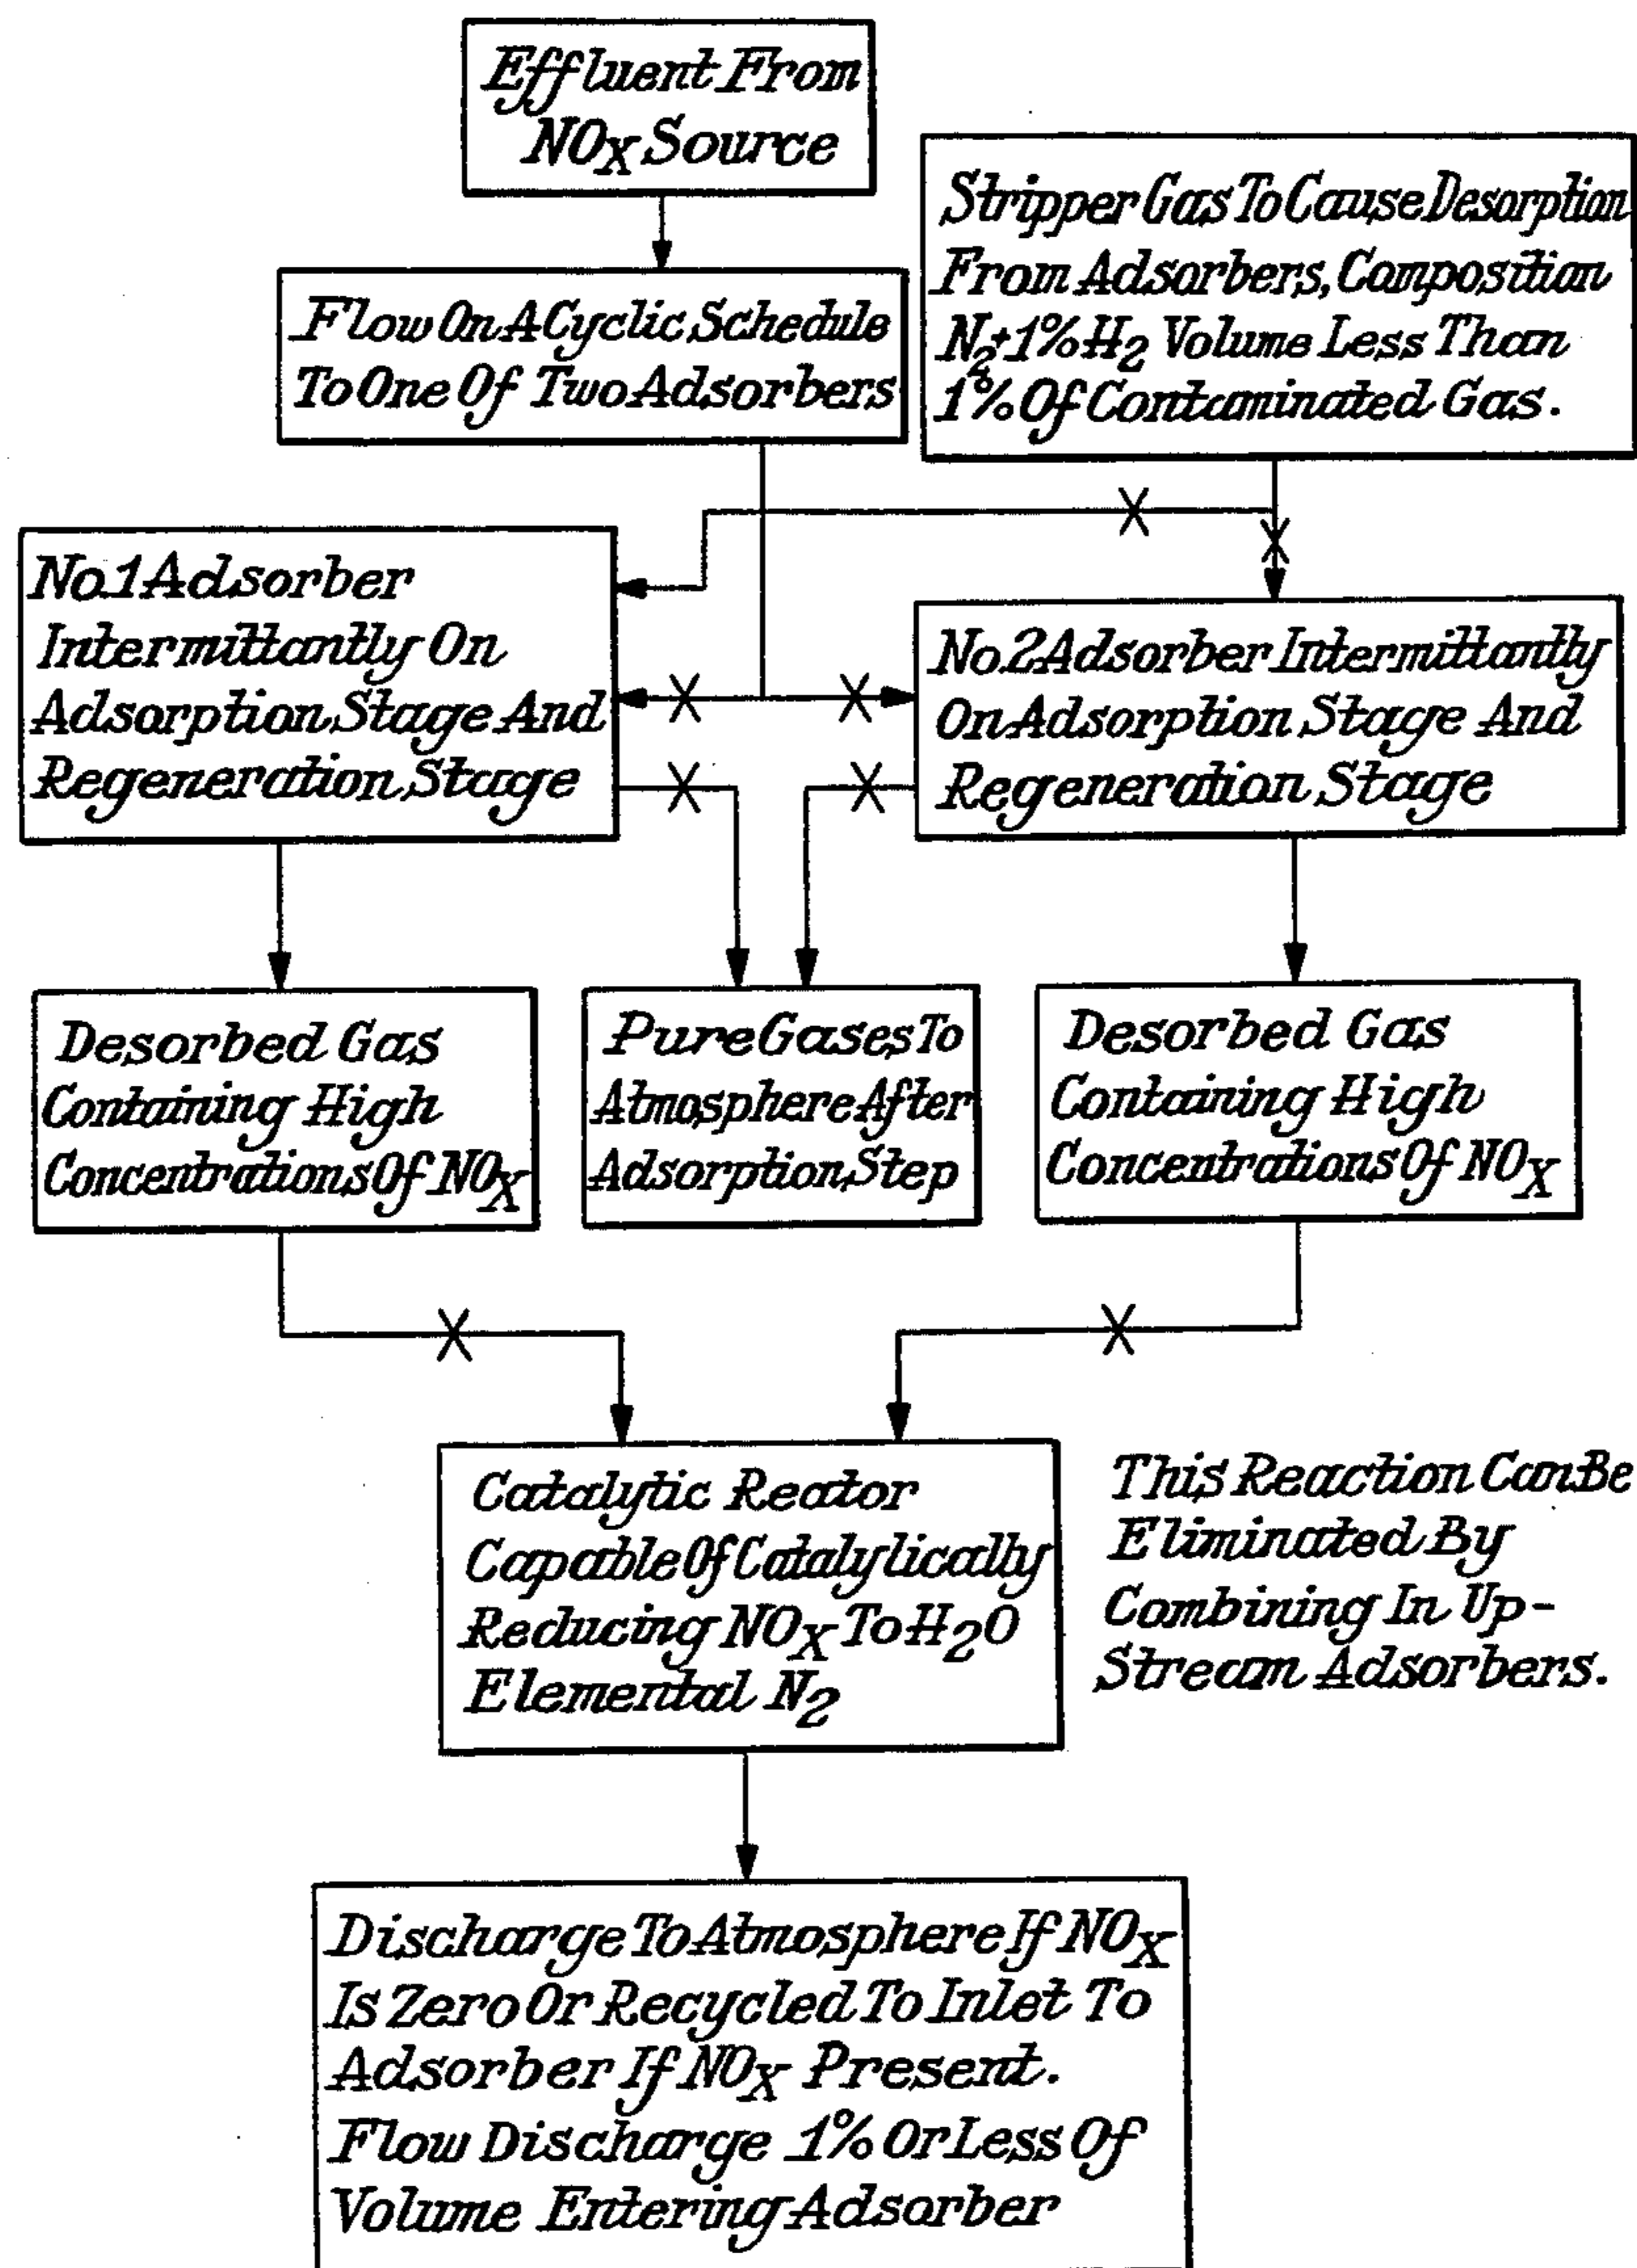 Effluent From
NOX Source
Stripper Gas To Cause Desorption
From Adsorbers, Composition
N2+1% H2 Volume Less Than
1% Of Contaminated Gas.
Flow On A Cyclic Schedule
To One Of Two Adsorbers
No.1 Adsorber
Intermittantly On
Adsorption Stage And
Regeneration Stage
No.2 Adsorber Intermittantly
On Adsorption Stage And
Regeneration Stage
Desorbed Gas
Containing High
Concentrations Of NOX
Pure Gases To
Atmosphere After
Adsorption Step
Desorbed Gas
Containing High
Concentrations Of NOX
Catalytic Reator
Capable Of Catalylically
Reducing NOX To H2O
Elemental N2
This Reaction Can Be
Eliminated By
Combining In Up-
Stream Adsorbers.
Discharge To Atmosphere If NOX
Is Zero Or Recycled To Inlet To
Adsorber If NOX Present.
Flow Discharge 1% Or Less Of
Volume Entering Adsorber